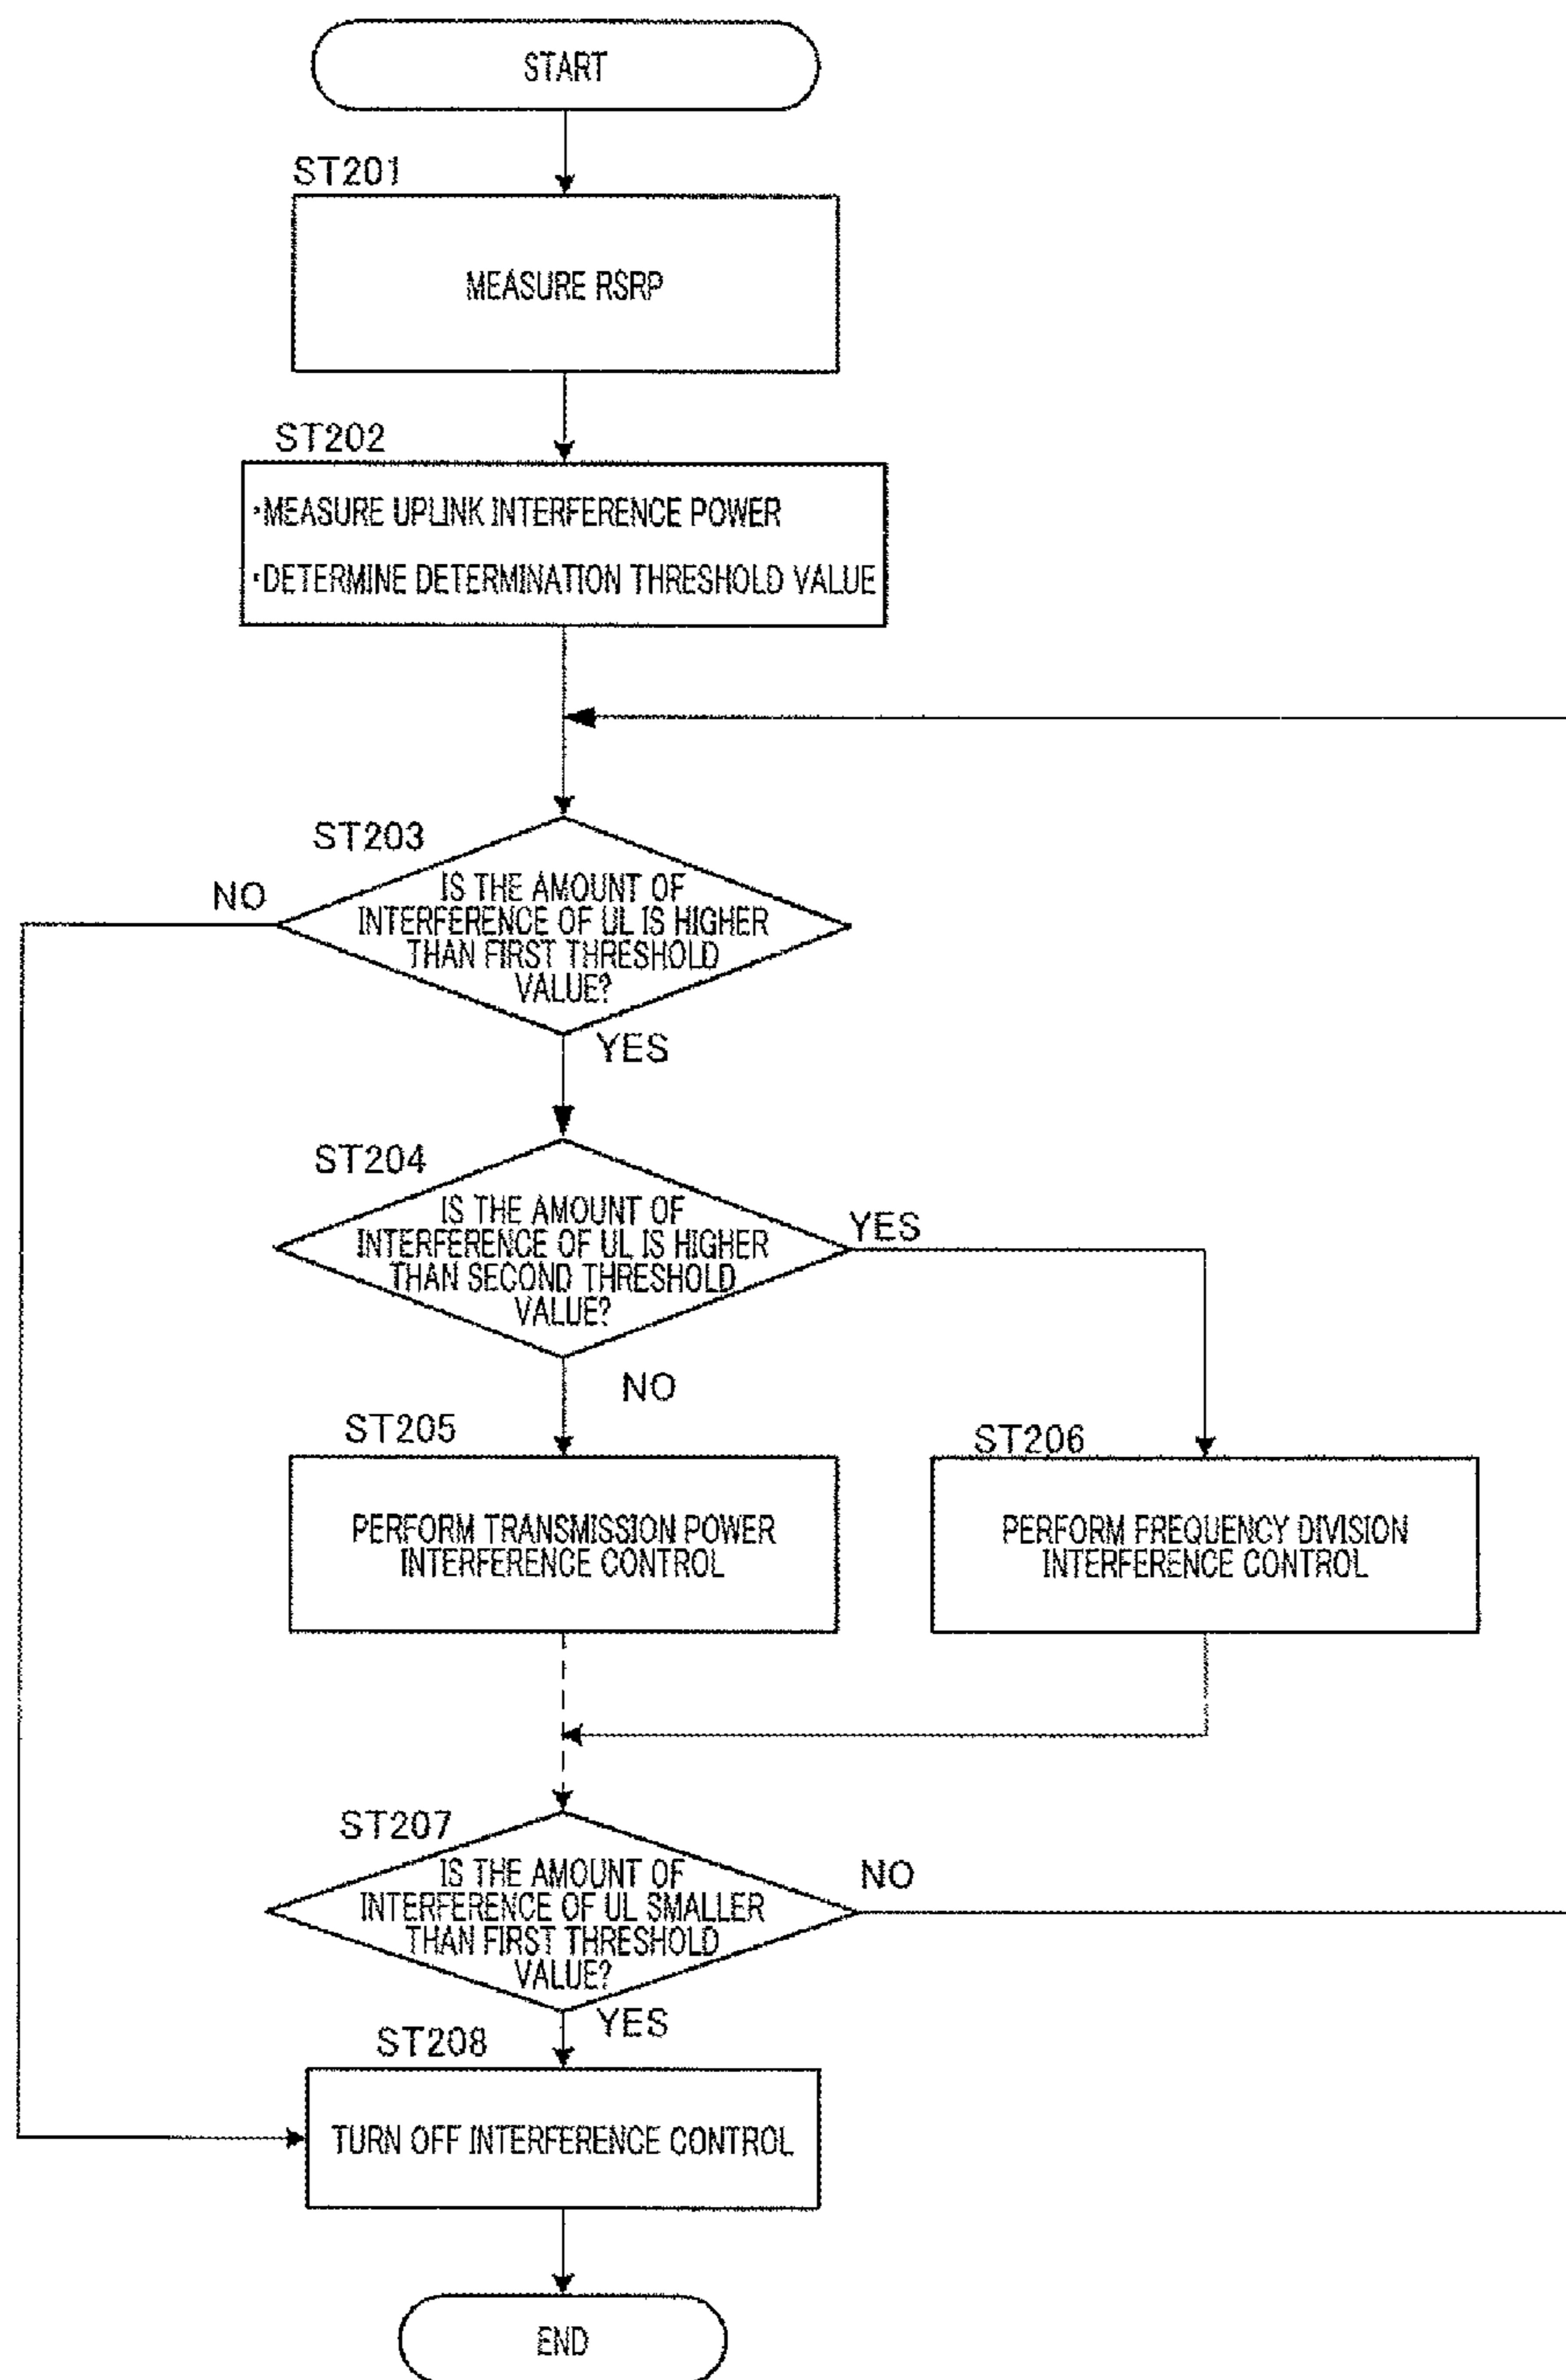 START
ST201
MEASURE RSRP
ST202
·MEASURE UPLINK INTERFERENCE POWER
·DETERMINE DETERMINATION THRESHOLD VALUE
ST203
NO
IS THE AMOUNT OF
INTERFERENCE OF UL IS HIGHER
THAN FIRST THRESHOLD
VALUE?
YES
ST204
IS THE AMOUNT OF
INTERFERENCE OF UL IS HIGHER
THAN SECOND THRESHOLD
VALUE?
YES
NO
ST205
PERFORM TRANSMISSION POWER
INTERFERENCE CONTROL
ST206
PERFORM FREQUENCY DIVISION
INTERFERENCE CONTROL
ST207
IS THE AMOUNT OF
INTERFERENCE OF UL SMALLER
THAN FIRST THRESHOLD
VALUE?
NO
YES
ST208
TURN OFF INTERFERENCE CONTROL
END